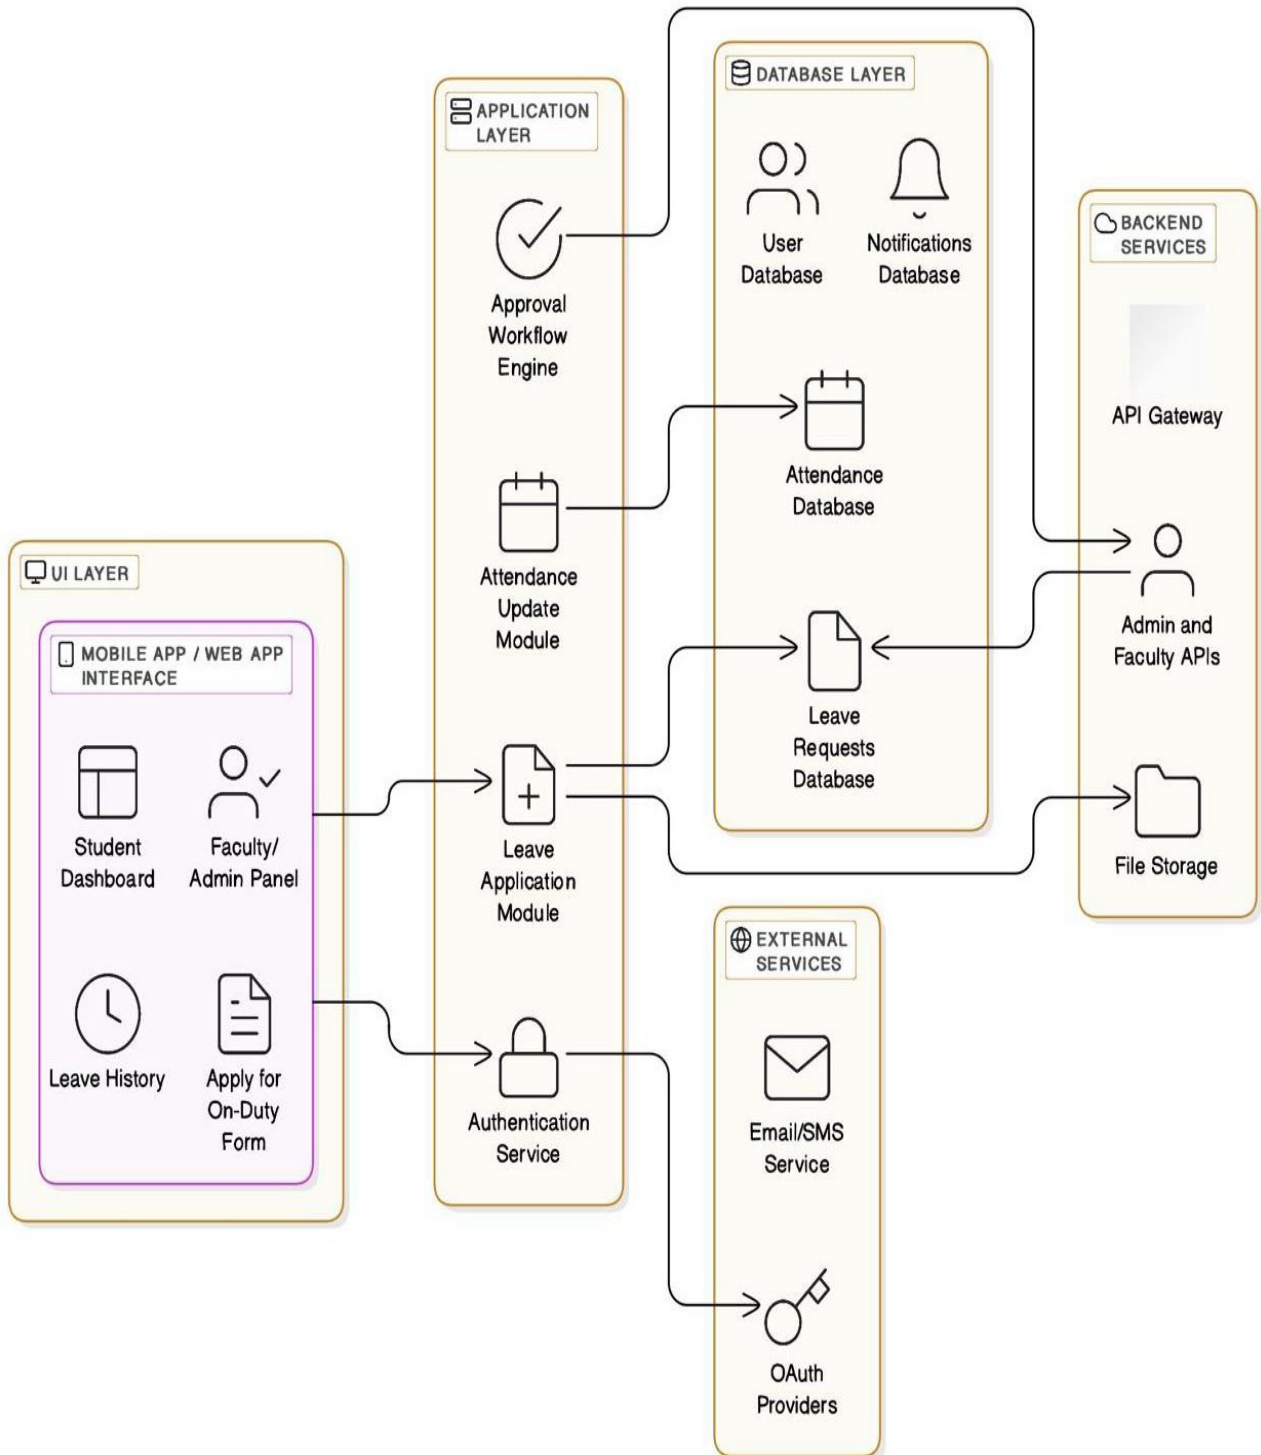 UI LAYER
MOBILE APP / WEB APP
INTERFACE
Student
Dashboard
Faculty/
Admin Panel
Leave History
Apply for
On-Duty
Form
APPLICATION
LAYER
Approval
Workflow
Engine
Attendance
Update
Module
Leave
Application
Module
Authentication
Service
DATABASE LAYER
User
Database
Notifications
Database
Attendance
Database
Leave
Requests
Database
EXTERNAL
SERVICES
Email/SMS
Service
OAuth
Providers
BACKEND
SERVICES
API Gateway
Admin and
Faculty APIs
File Storage